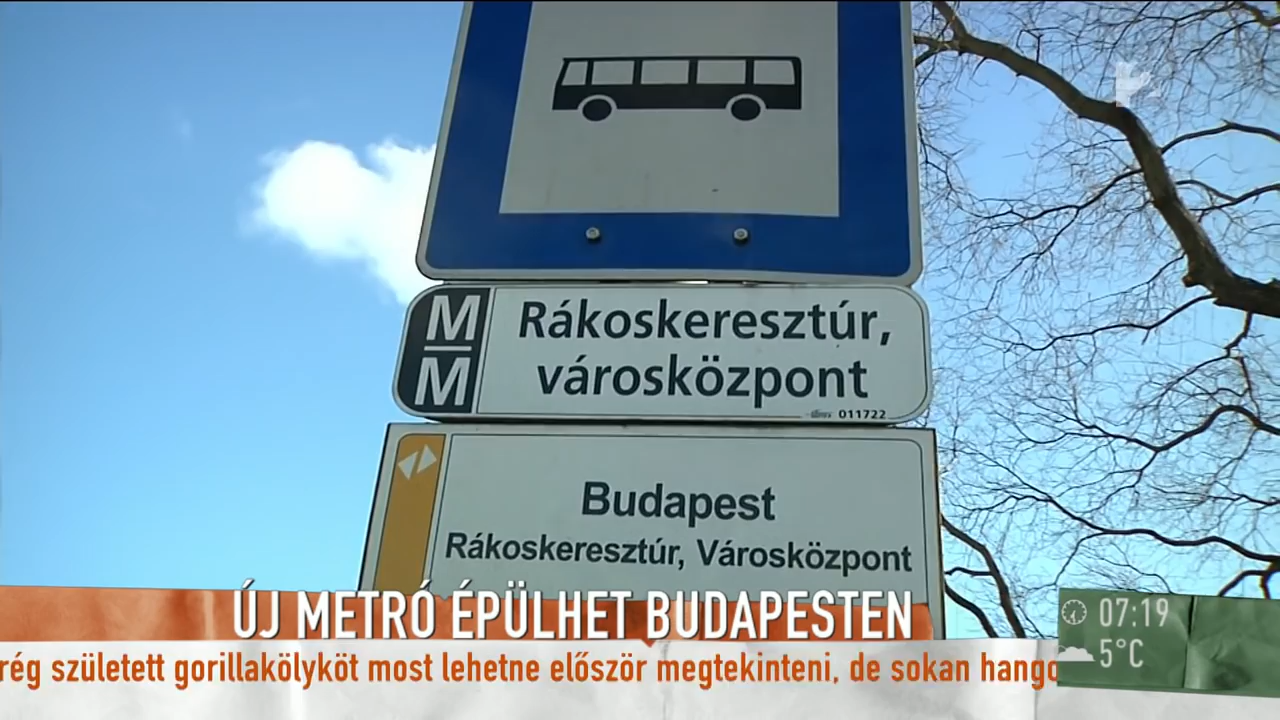 M
M
Rákoskeresztúr,
városközpont
011722
Budapest
Rákoskeresztúr, Városközpont
ÚJ METRÓ ÉPÜLHET BUDAPESTEN
07:19
5°C
rég született gorillakölyköt most lehetne először megtekinteni, de sokan hango